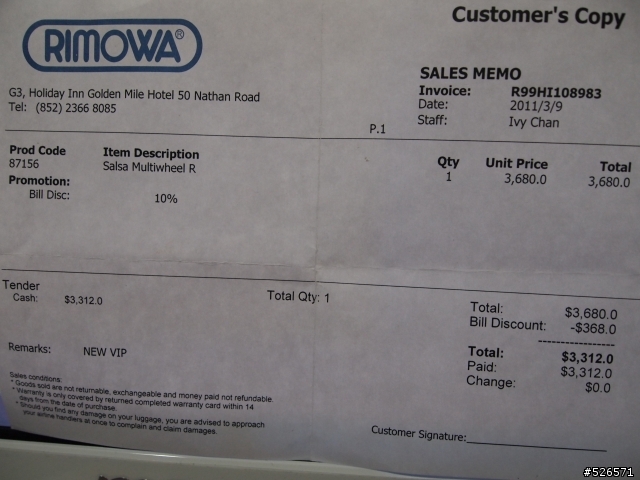 Customer's Copy
RIMOWA®
G3, Holiday Inn Golden Mile Hotel 50 Nathan Road
Tel: (852) 2366 8085
SALES MEMO
Invoice: R99HI108983
Date: 2011/3/9
Staff: Ivy Chan
P.1
Prod Code Item Description Qty Unit Price Total
87156 Salsa Multiwheel R 1 3,680.0 3,680.0
Promotion:
Bill Disc: 10%
Tender
Cash: $3,312.0
Total Qty: 1
Total: $3,680.0
Bill Discount: -$368.0
-----------------
Total: $3,312.0
Paid: $3,312.0
Change: $0.0
Remarks: NEW VIP
Sales conditions:
* Goods sold are not returnable, exchangeable and money paid not refundable.
* Warranty is only covered by returned completed warranty card within 14
days from the date of purchase.
* Should you find any damage on your luggage, you are advised to approach
your airline handlers at once to complain and claim damages.
Customer Signature:
#526571